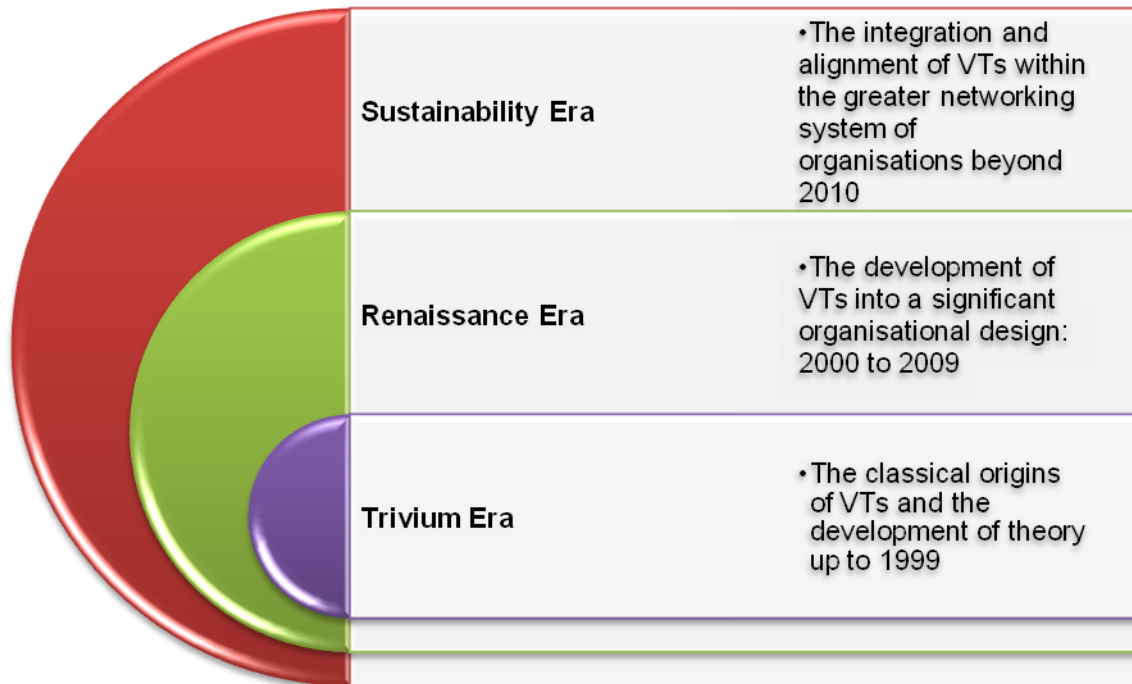 Sustainability Era
•The integration and
alignment of VTs within
the greater networking
system of
organisations beyond
2010
Renaissance Era
•The development of
VTs into a significant
organisational design:
2000 to 2009
Trivium Era
•The classical origins
of VTs and the
development of theory
up to 1999